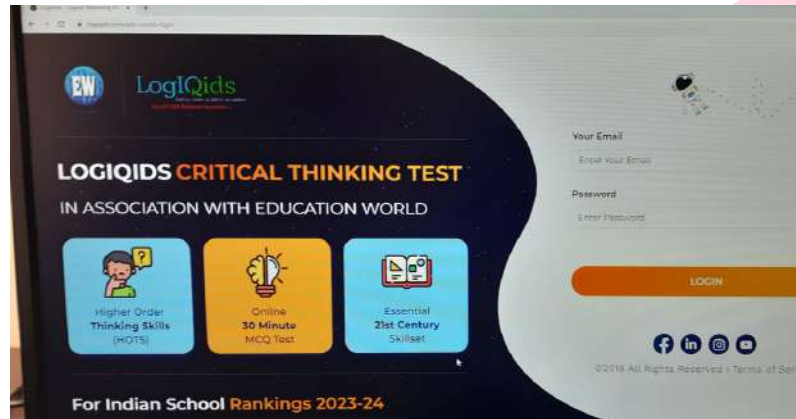 EW
LogIQids
LOGIQIDS CRITICAL THINKING TEST
IN ASSOCIATION WITH EDUCATION WORLD
Higher Order
Thinking Skills
(HOTS)
Online
30 Minute
MCQ Test
Essential
21st Century
Skillset
For Indian School Rankings 2023-24
Your Email
Enter Your Email
Password
Enter Password
LOGIN
©2018 All Rights Reserved | Terms of Ser